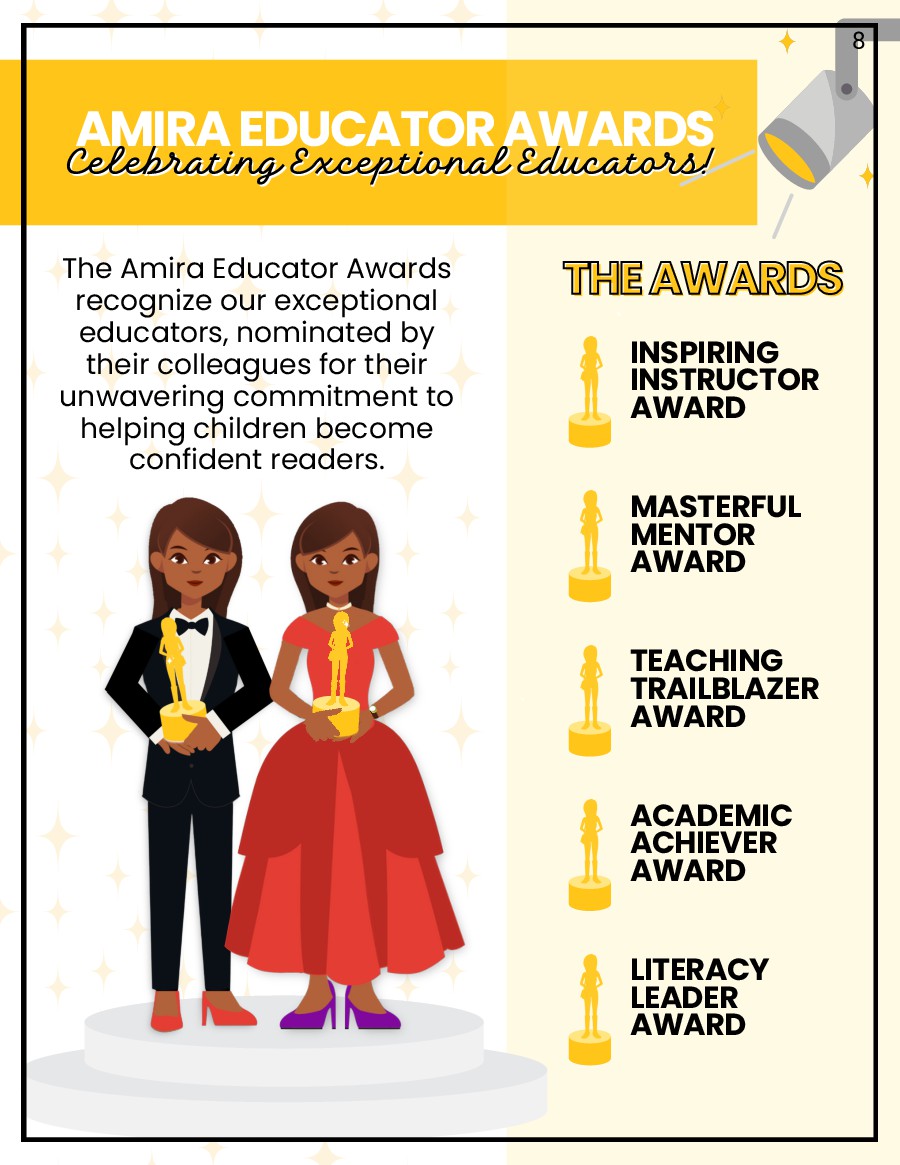 8
AMIRA EDUCATOR AWARDS
Celebrating Exceptional Educators!
The Amira Educator Awards
recognize our exceptional
educators, nominated by
their colleagues for their
unwavering commitment to
helping children become
confident readers.
THE AWARDS
INSPIRING
INSTRUCTOR
AWARD
MASTERFUL
MENTOR
AWARD
TEACHING
TRAILBLAZER
AWARD
ACADEMIC
ACHIEVER
AWARD
LITERACY
LEADER
AWARD